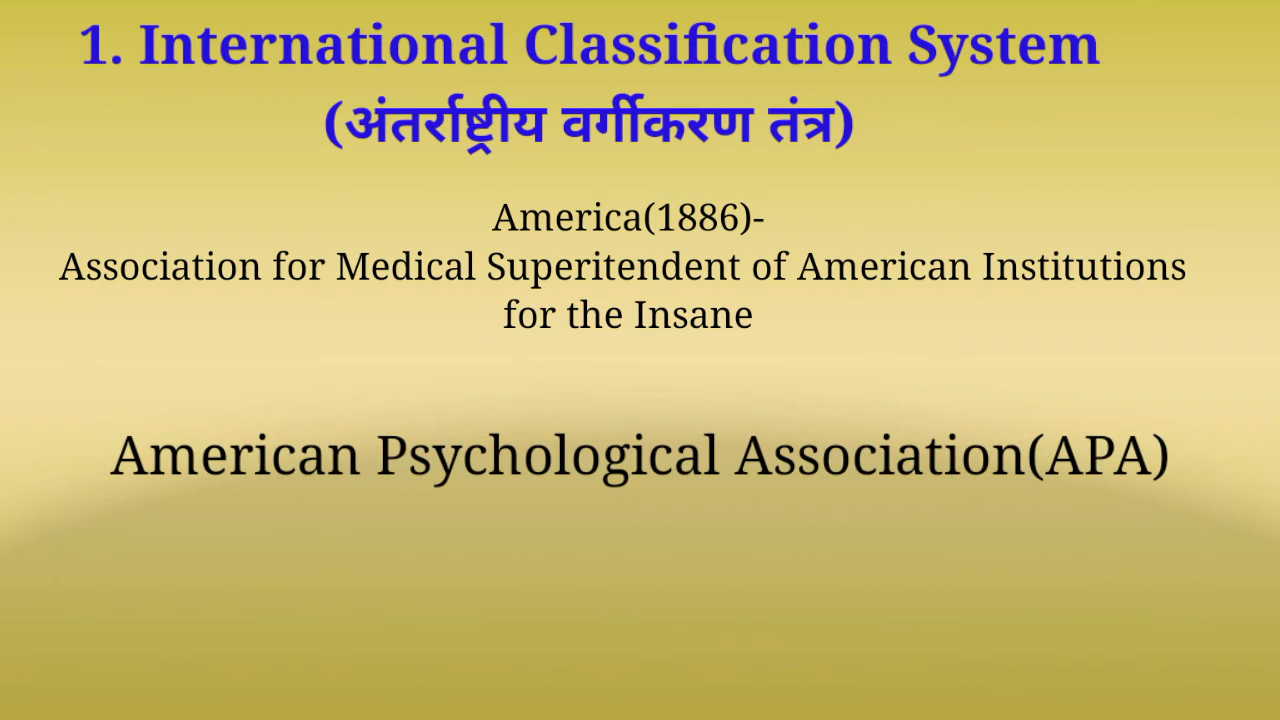 1. International Classification System
(अंतर्राष्ट्रीय वर्गीकरण तंत्र)
America(1886)-
Association for Medical Superitendent of American Institutions
for the Insane
American Psychological Association(APA)